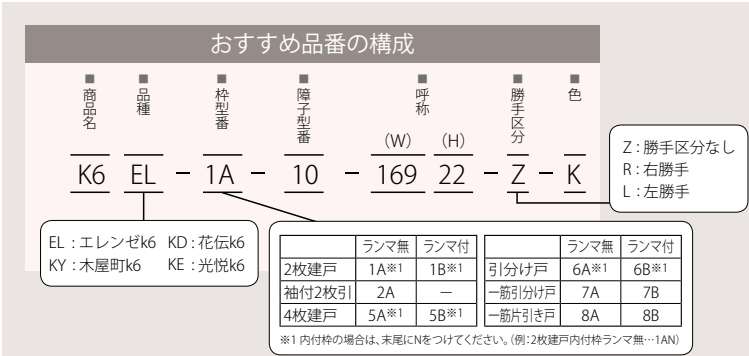 おすすめ品番の構成
■商品名 ■品種 ■枠型番 ■障子型番 ■呼称 ■勝手区分 ■色
(W) (H)
K6 EL － 1A － 10 － 169 22 － Z － K
Z：勝手区分なし
R：右勝手
L：左勝手
EL：エレンゼk6 KD：花伝k6
KY：木屋町k6 KE：光悦k6
ランマ無 ランマ付 ランマ無 ランマ付
2枚建戸 1A※1 1B※1 引分け戸 6A※1 6B※1
袖付2枚引 2A － 一筋引分け戸 7A 7B
4枚建戸 5A※1 5B※1 一筋片引き戸 8A 8B
※1 内付枠の場合は、末尾にNをつけてください。（例：2枚建戸内付枠ランマ無…1AN）